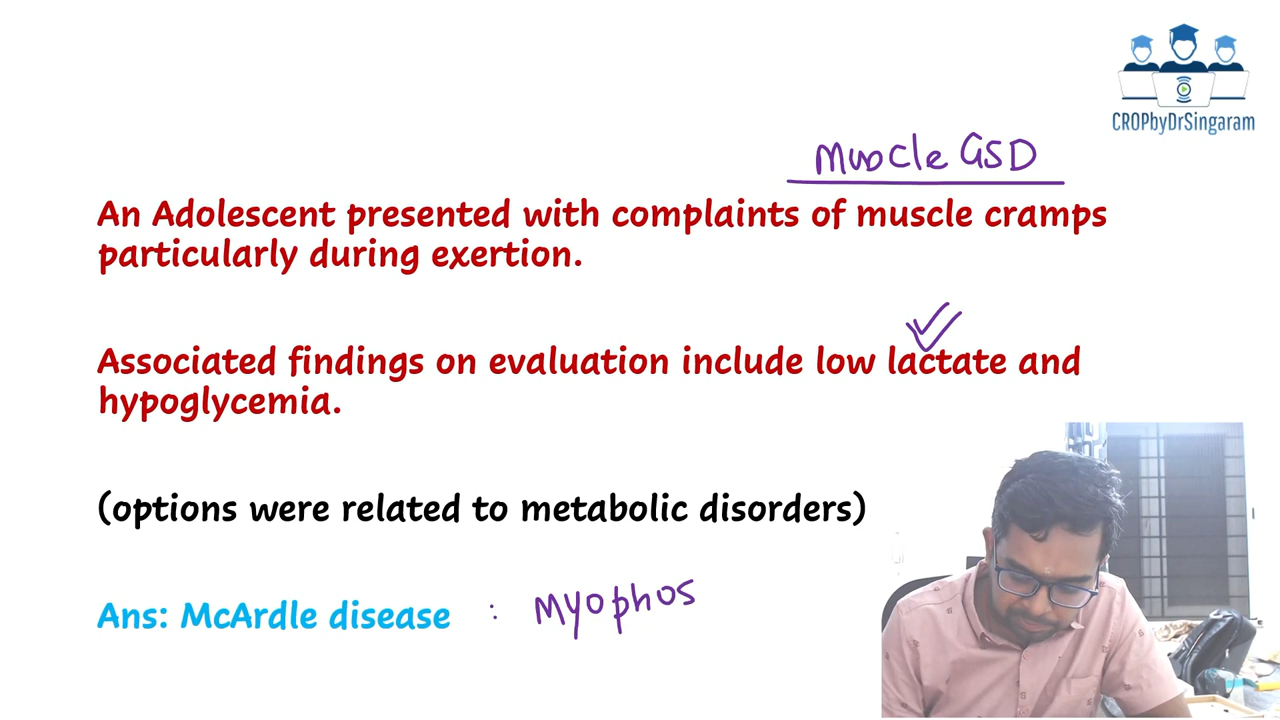 CROPbyDrSingaram
Muscle GSD
An Adolescent presented with complaints of muscle cramps
particularly during exertion.
Associated findings on evaluation include low lactate and
hypoglycemia.
(options were related to metabolic disorders)
Ans: McArdle disease : Myophos